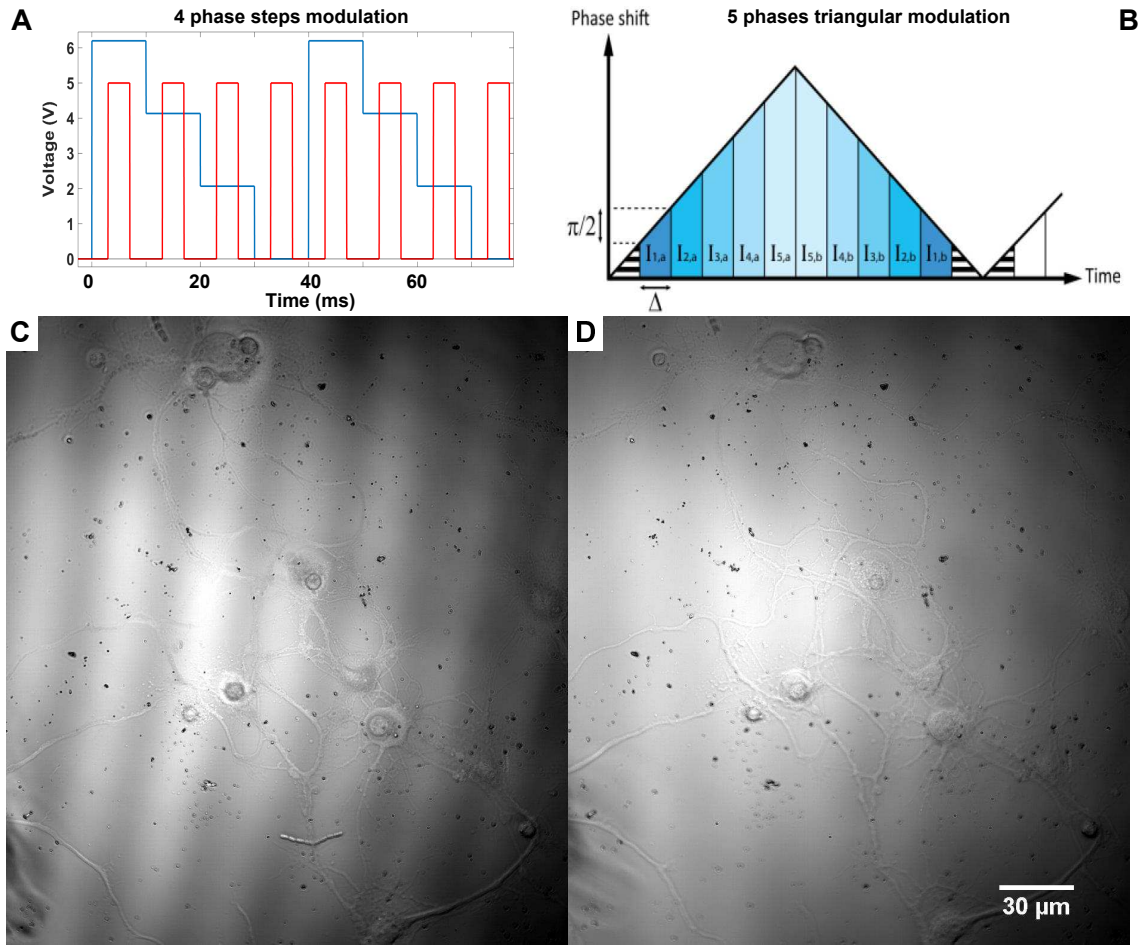 A
4 phase steps modulation
6
5
4
3
2
1
0
Voltage (V)
0
20
40
60
Time (ms)
B
5 phases triangular modulation
Phase shift
π/2
I1,a I2,a I3,a I4,a I5,a I5,b I4,b I3,b I2,b I1,b
Δ
Time
C
D
30 µm